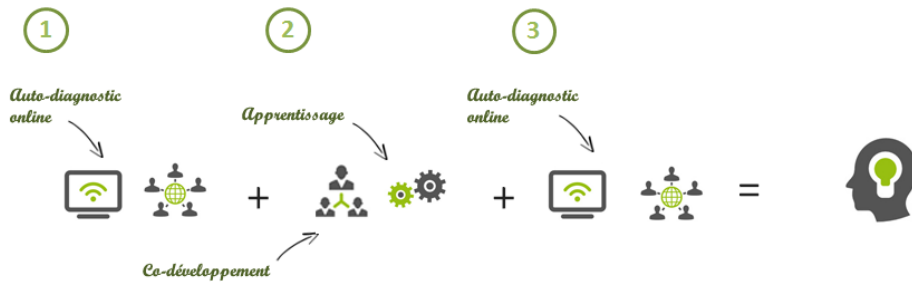 1
2
3
Auto-diagnostic
online
Apprentissage
Auto-diagnostic
online
+
+
=
Co-développement